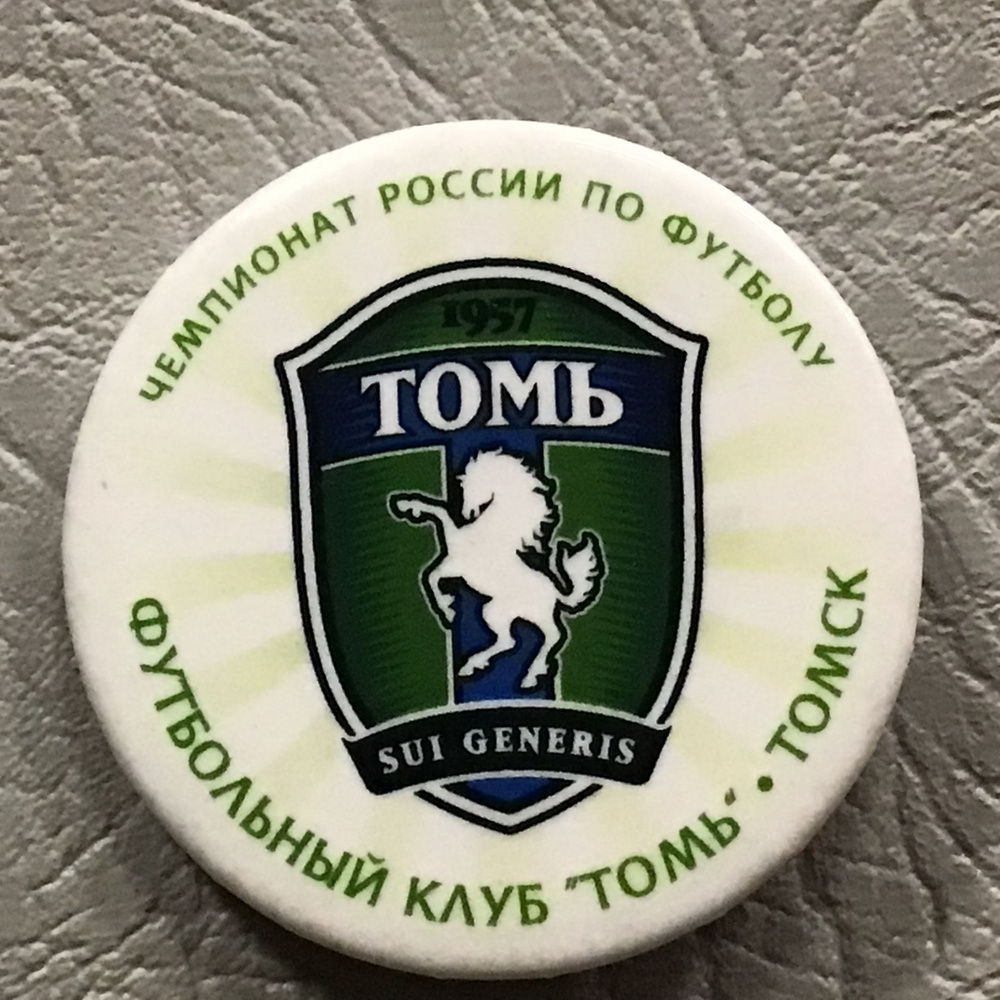 ЧЕМПИОНАТ РОССИИ ПО ФУТБОЛУ
1957
ТОМЬ
SUI GENERIS
ФУТБОЛЬНЫЙ КЛУБ "ТОМЬ" • ТОМСК